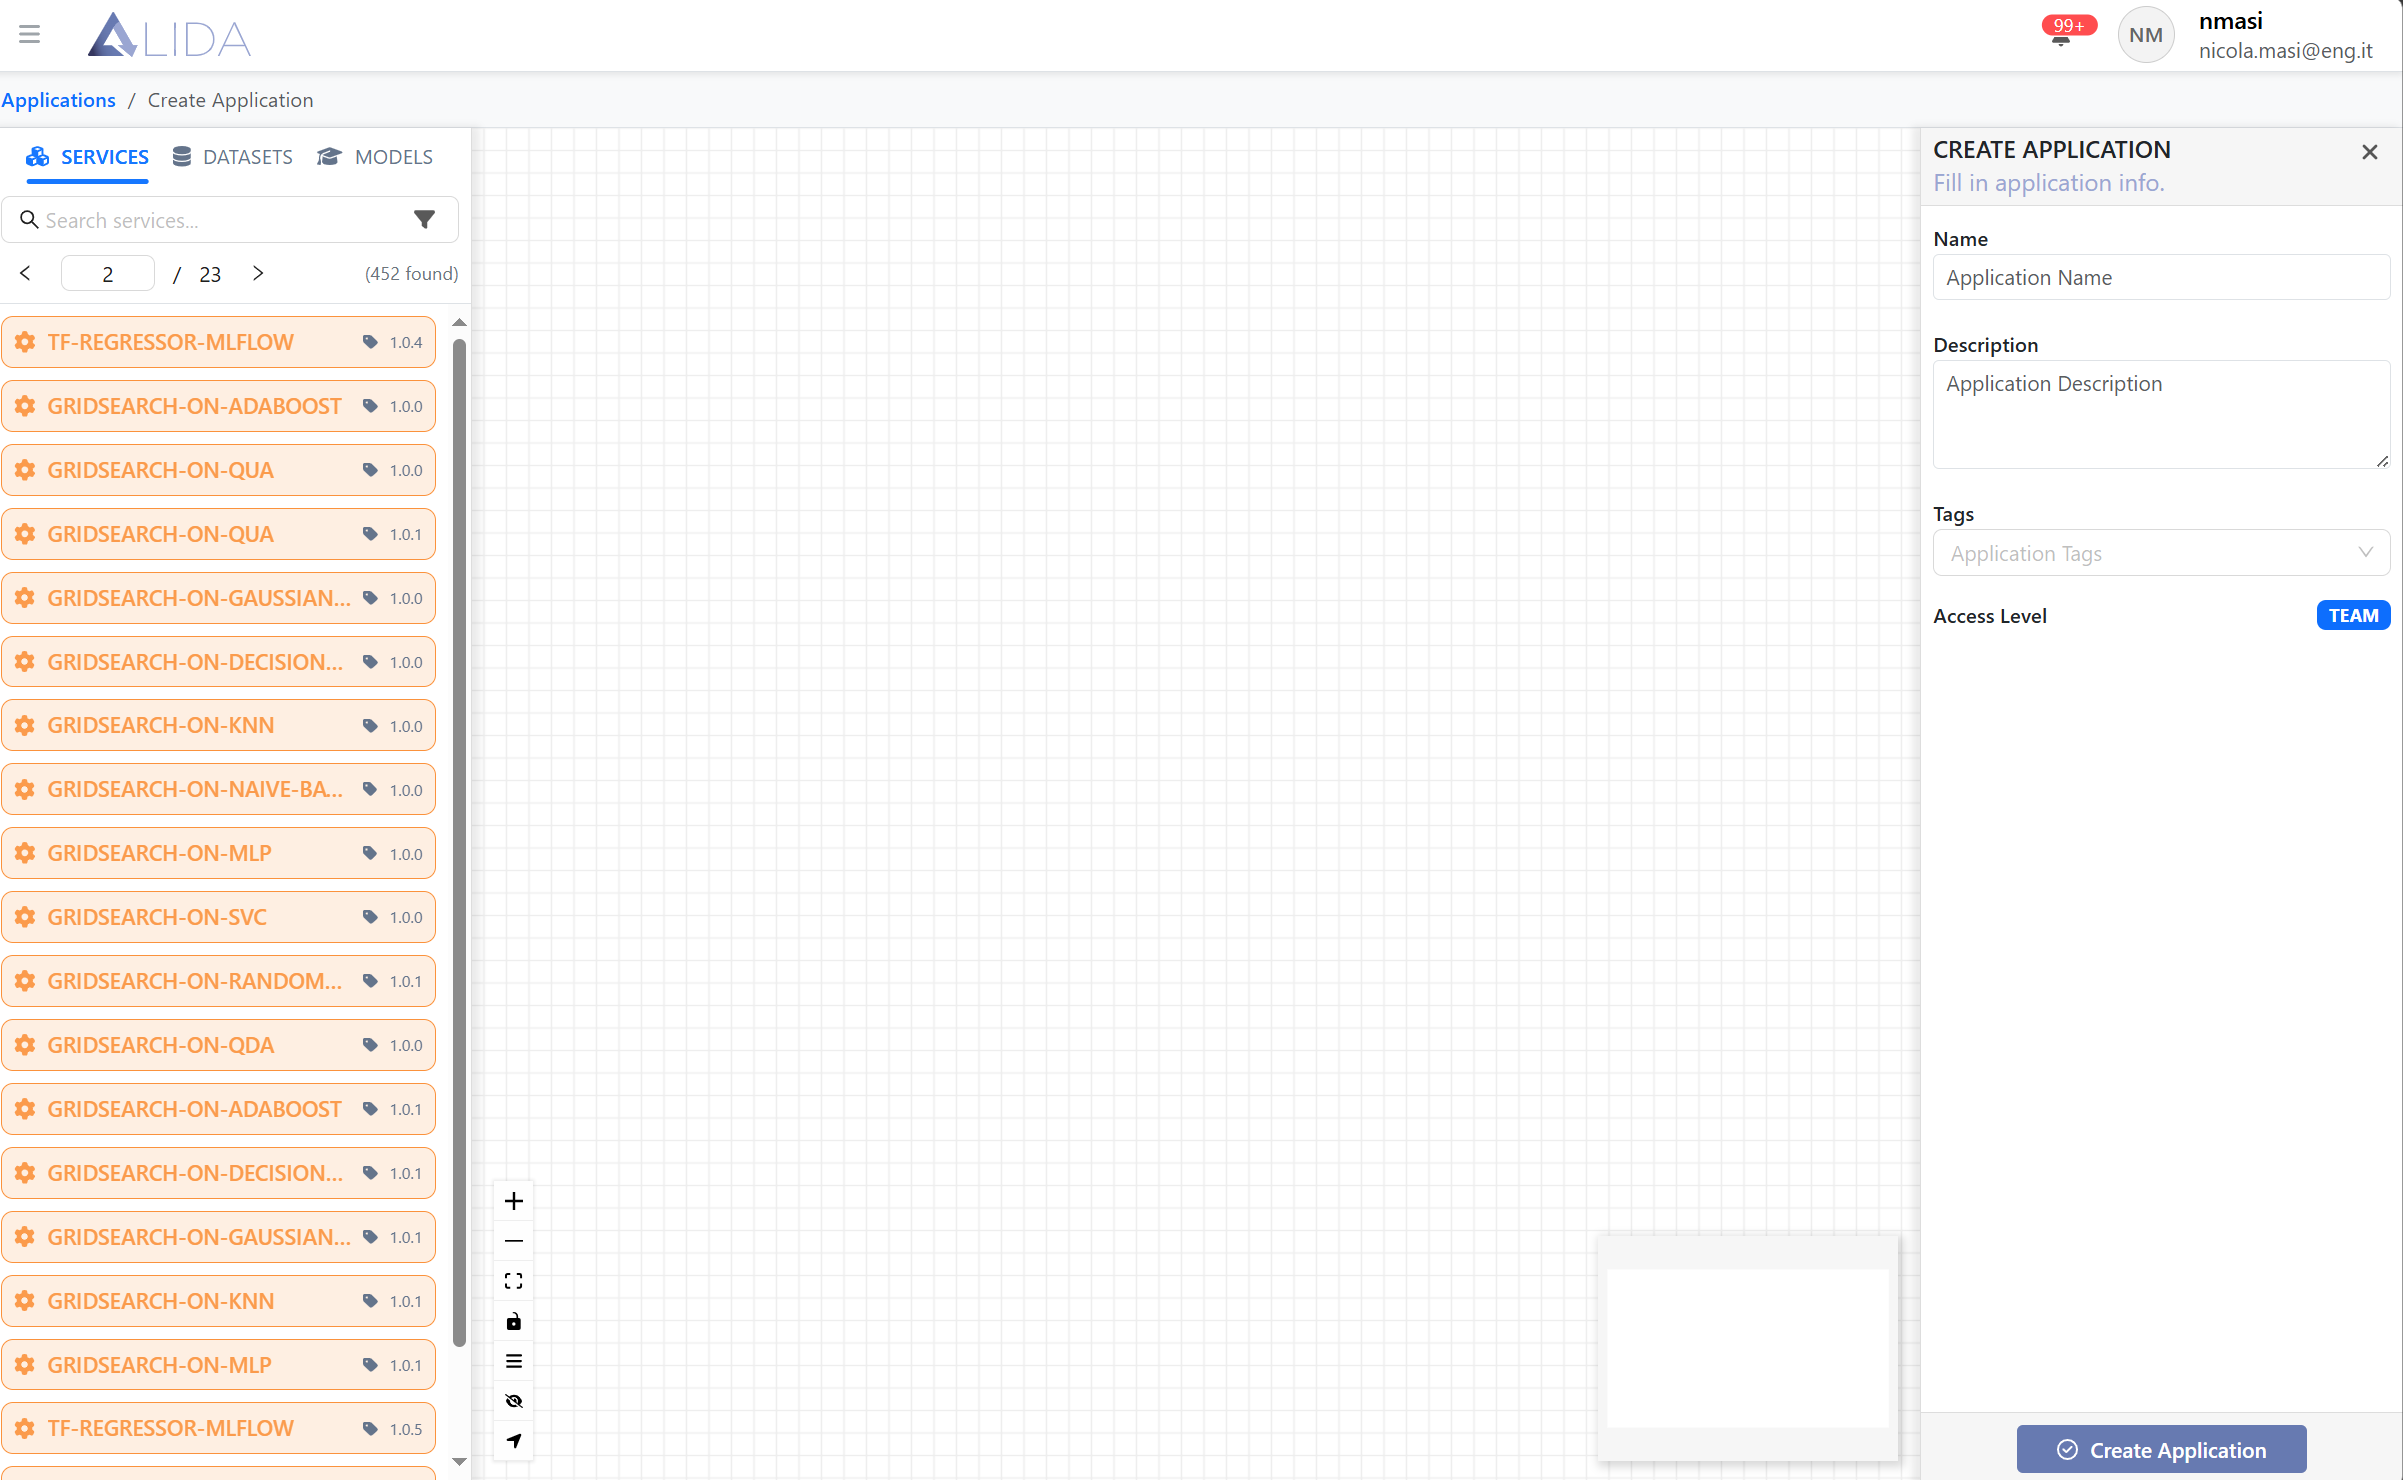 LIDA
99+
NM
nmasi
nicola.masi@eng.it
Applications / Create Application
SERVICES
DATASETS
MODELS
Search services...
2 / 23
(452 found)
TF-REGRESSOR-MLFLOW 1.0.4
GRIDSEARCH-ON-ADABOOST 1.0.0
GRIDSEARCH-ON-QUA 1.0.0
GRIDSEARCH-ON-QUA 1.0.1
GRIDSEARCH-ON-GAUSSIAN... 1.0.0
GRIDSEARCH-ON-DECISION... 1.0.0
GRIDSEARCH-ON-KNN 1.0.0
GRIDSEARCH-ON-NAIVE-BA... 1.0.0
GRIDSEARCH-ON-MLP 1.0.0
GRIDSEARCH-ON-SVC 1.0.0
GRIDSEARCH-ON-RANDOM... 1.0.1
GRIDSEARCH-ON-QDA 1.0.0
GRIDSEARCH-ON-ADABOOST 1.0.1
GRIDSEARCH-ON-DECISION... 1.0.1
GRIDSEARCH-ON-GAUSSIAN... 1.0.1
GRIDSEARCH-ON-KNN 1.0.1
GRIDSEARCH-ON-MLP 1.0.1
TF-REGRESSOR-MLFLOW 1.0.5
CREATE APPLICATION
Fill in application info.
Name
Application Name
Description
Application Description
Tags
Application Tags
Access Level
TEAM
Create Application